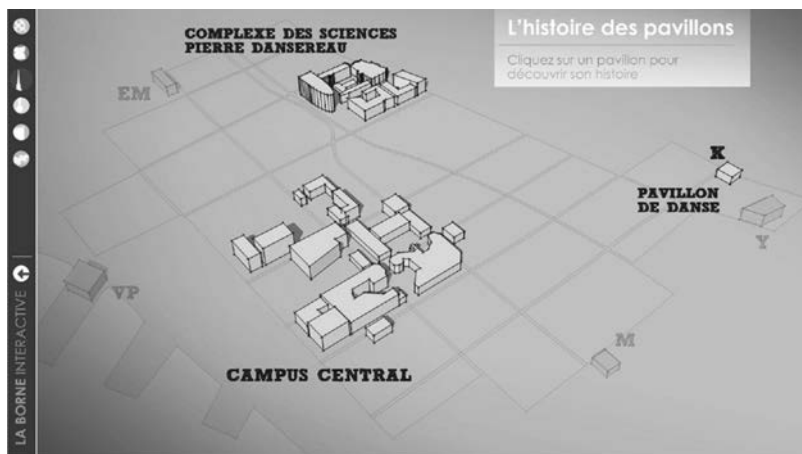 COMPLEXE DES SCIENCES
PIERRE DANSEREAU
L'histoire des pavillons
Cliquez sur un pavillon pour
découvrir son histoire
EM
K
PAVILLON
DE DANSE
Y
VP
M
CAMPUS CENTRAL
LA BORNE INTERACTIVE